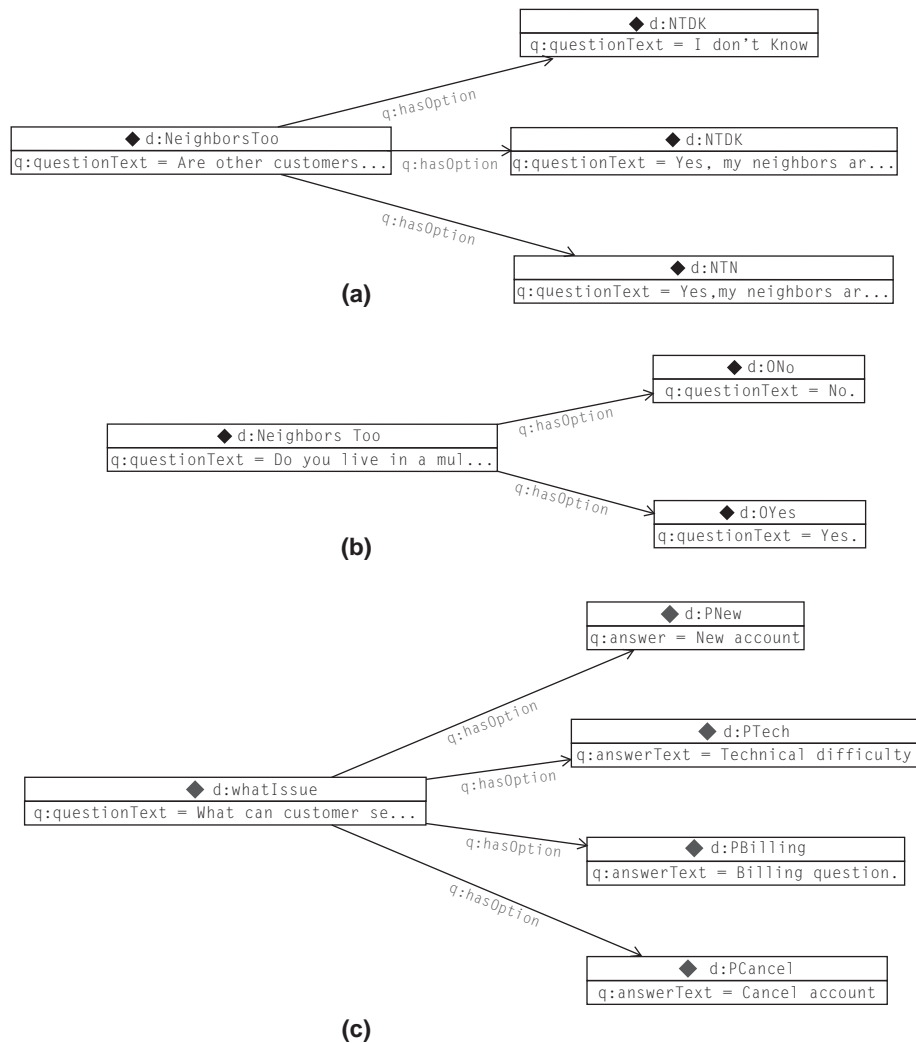 d:NTDK
q:questionText = I don't Know
q:hasOption
d:NeighborsToo
q:questionText = Are other customers...
q:hasOption
d:NTDK
q:questionText = Yes, my neighbors ar...
q:hasOption
d:NTN
q:questionText = Yes,my neighbors ar...
(a)
d:ONo
q:questionText = No.
q:hasOption
d:Neighbors Too
q:questionText = Do you live in a mul...
q:hasOption
d:OYes
q:questionText = Yes.
(b)
d:PNew
q:answer = New account
q:hasOption
d:PTech
q:answerText = Technical difficulty
q:hasOption
d:whatIssue
q:questionText = What can customer se...
q:hasOption
d:PBilling
q:answerText = Billing question.
q:hasOption
d:PCancel
q:answerText = Cancel account
(c)